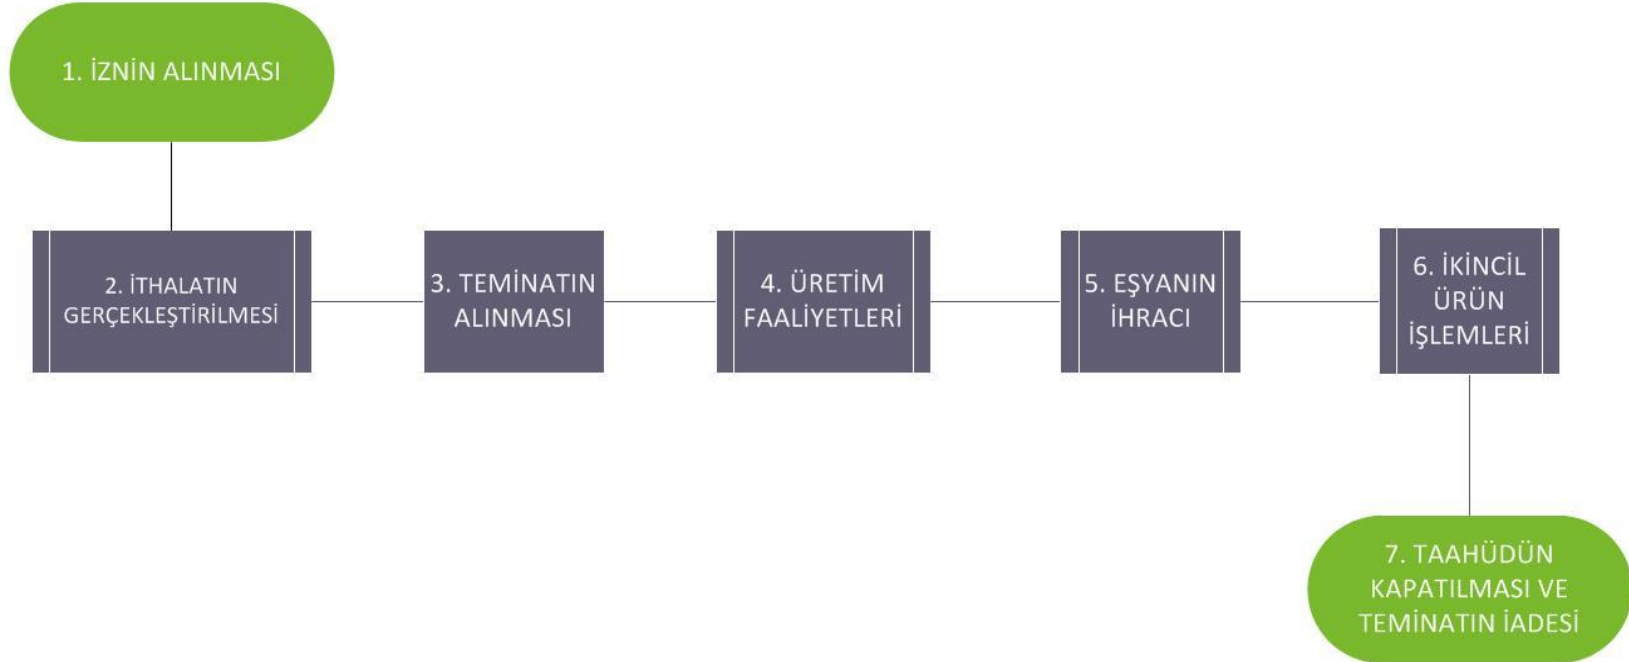 1. İZNİN ALINMASI
2. İTHALATIN
GERÇEKLEŞTİRİLMESİ
3. TEMİNATIN
ALINMASI
4. ÜRETİM
FAALİYETLERİ
5. EŞYANIN
İHRACI
6. İKİNCİL
ÜRÜN
İŞLEMLERİ
7. TAAHÜDÜN
KAPATILMASI VE
TEMİNATIN İADESİ